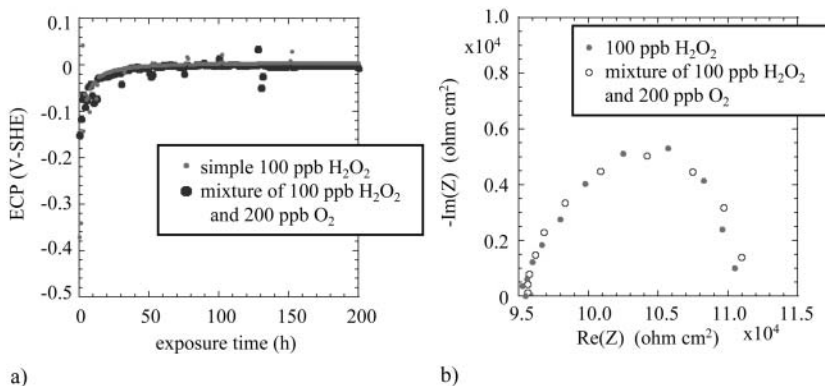 0.1
0
-0.1
-0.2
-0.3
-0.4
-0.5
ECP (V-SHE)
simple 100 ppb H₂O₂
mixture of 100 ppb H₂O₂
and 200 ppb O₂
0 50 100 150 200
exposure time (h)
a)
1.0
x10⁴
0.8
0.6
0.4
0.2
0.0
-Im(Z) (ohm cm²)
100 ppb H₂O₂
mixture of 100 ppb H₂O₂
and 200 ppb O₂
9.5 10.0 10.5 11.0 11.5
x10⁴
Re(Z) (ohm cm²)
b)